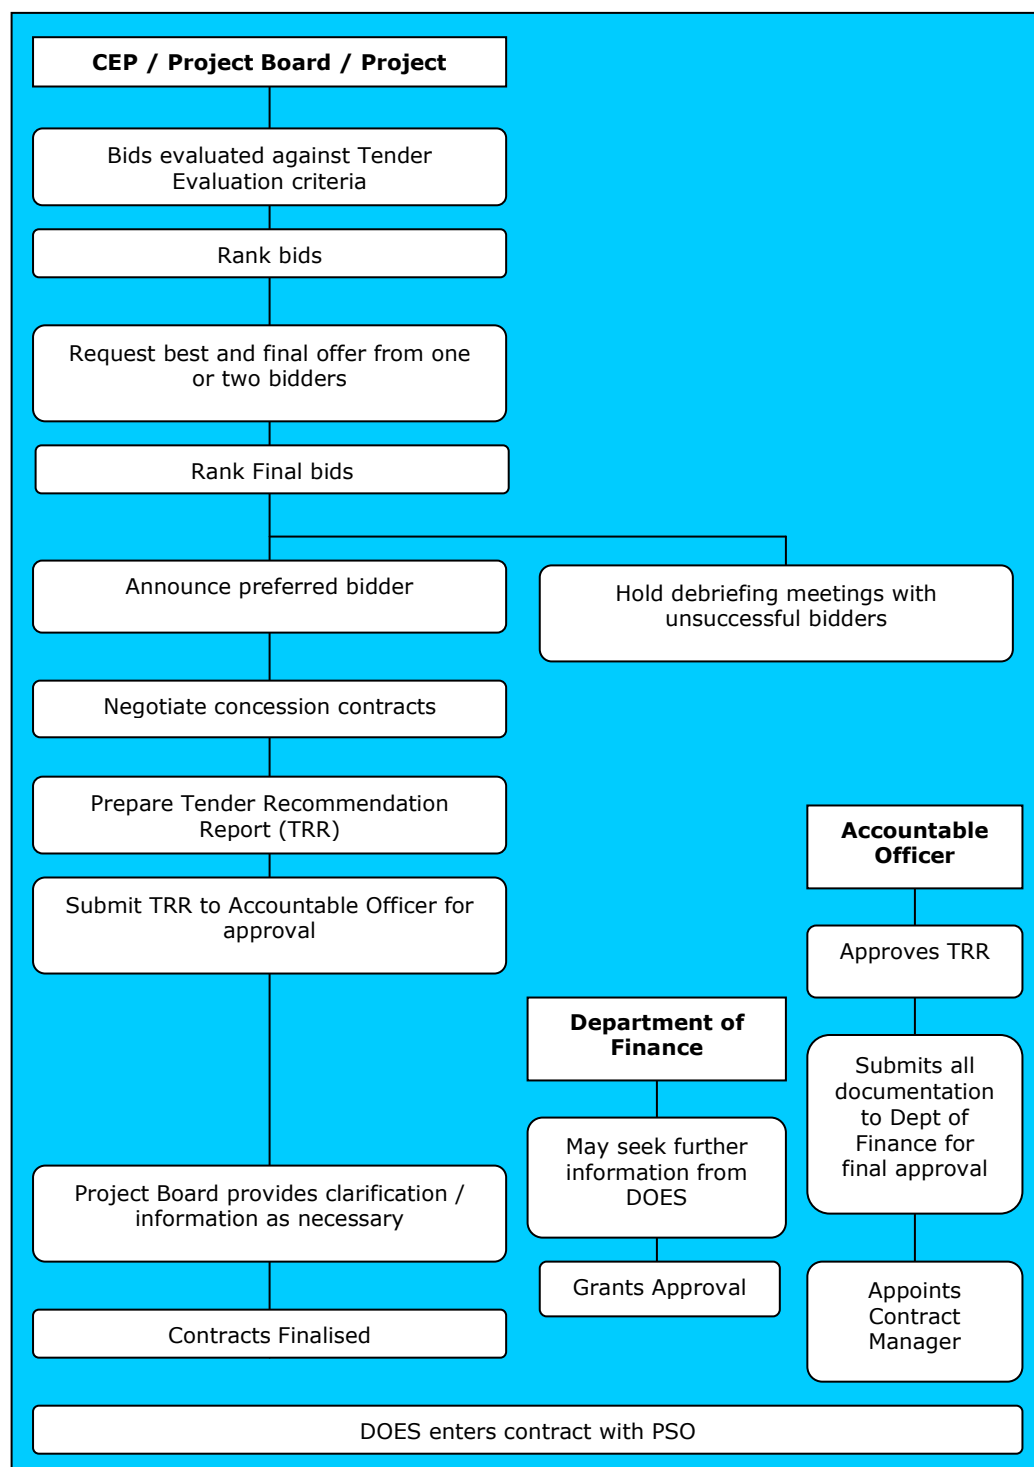 CEP / Project Board / Project
Bids evaluated against Tender
Evaluation criteria
Rank bids
Request best and final offer from one
or two bidders
Rank Final bids
Announce preferred bidder
Hold debriefing meetings with
unsuccessful bidders
Negotiate concession contracts
Prepare Tender Recommendation
Report (TRR)
Submit TRR to Accountable Officer for
approval
Project Board provides clarification /
information as necessary
Contracts Finalised
Department of
Finance
May seek further
information from
DOES
Grants Approval
Accountable
Officer
Approves TRR
Submits all
documentation
to Dept of
Finance for
final approval
Appoints
Contract
Manager
DOES enters contract with PSO